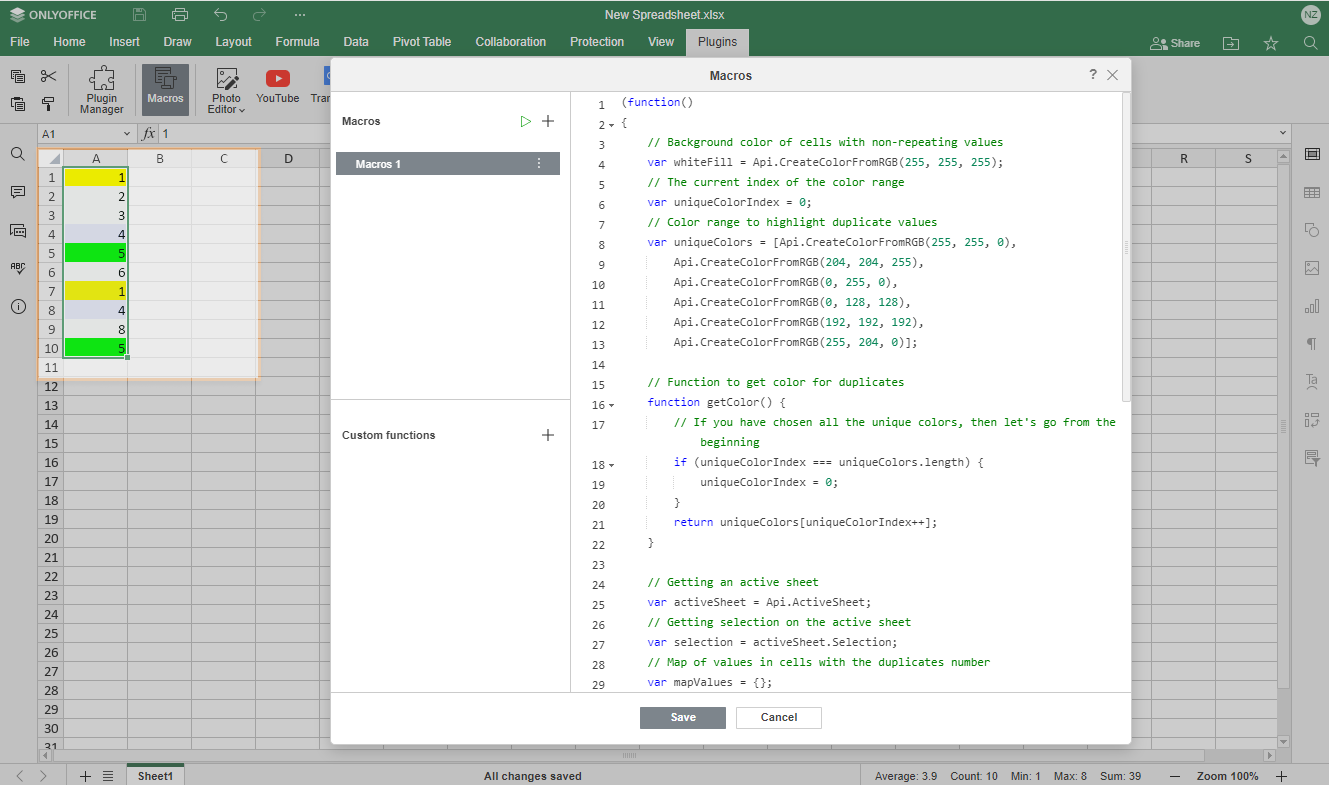 ONLYOFFICE
New Spreadsheet.xlsx
NZ
File Home Insert Draw Layout Formula Data Pivot Table Collaboration Protection View Plugins
Share
Plugin Manager
Macros
Photo Editor
YouTube
A1
fx 1
A B C D R S
1 1
2 2
3 3
4 4
5 5
6 6
7 1
8 4
9 8
10 5
11
12
13
14
15
16
17
18
19
20
21
22
23
24
25
26
27
28
29
30
31
ABC
Macros
?
Macros
Macros 1
Custom functions
1 (function()
2 {
3 // Background color of cells with non-repeating values
4 var whiteFill = Api.CreateColorFromRGB(255, 255, 255);
5 // The current index of the color range
6 var uniqueColorIndex = 0;
7 // Color range to highlight duplicate values
8 var uniqueColors = [Api.CreateColorFromRGB(255, 255, 0),
9 Api.CreateColorFromRGB(204, 204, 255),
10 Api.CreateColorFromRGB(0, 255, 0),
11 Api.CreateColorFromRGB(0, 128, 128),
12 Api.CreateColorFromRGB(192, 192, 192),
13 Api.CreateColorFromRGB(255, 204, 0)];
14
15 // Function to get color for duplicates
16 function getColor() {
17 // If you have chosen all the unique colors, then let's go from the
beginning
18 if (uniqueColorIndex === uniqueColors.length) {
19 uniqueColorIndex = 0;
20 }
21 return uniqueColors[uniqueColorIndex++];
22 }
23
24 // Getting an active sheet
25 var activeSheet = Api.ActiveSheet;
26 // Getting selection on the active sheet
27 var selection = activeSheet.Selection;
28 // Map of values in cells with the duplicates number
29 var mapValues = {};
Save
Cancel
Sheet1
All changes saved
Average: 3.9 Count: 10 Min: 1 Max: 8 Sum: 39
Zoom 100%